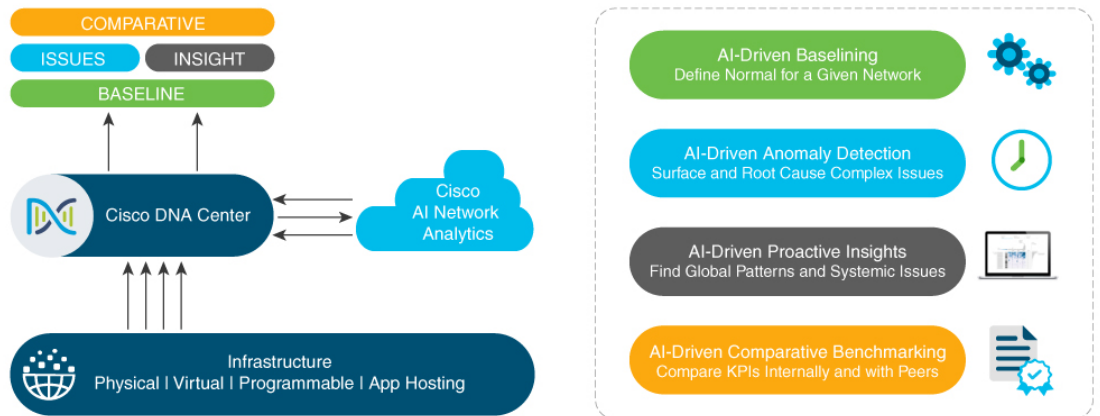 COMPARATIVE
ISSUES
INSIGHT
BASELINE
Cisco DNA Center
Cisco
AI Network
Analytics
Infrastructure
Physical | Virtual | Programmable | App Hosting
AI-Driven Baselining
Define Normal for a Given Network
AI-Driven Anomaly Detection
Surface and Root Cause Complex Issues
AI-Driven Proactive Insights
Find Global Patterns and Systemic Issues
AI-Driven Comparative Benchmarking
Compare KPIs Internally and with Peers